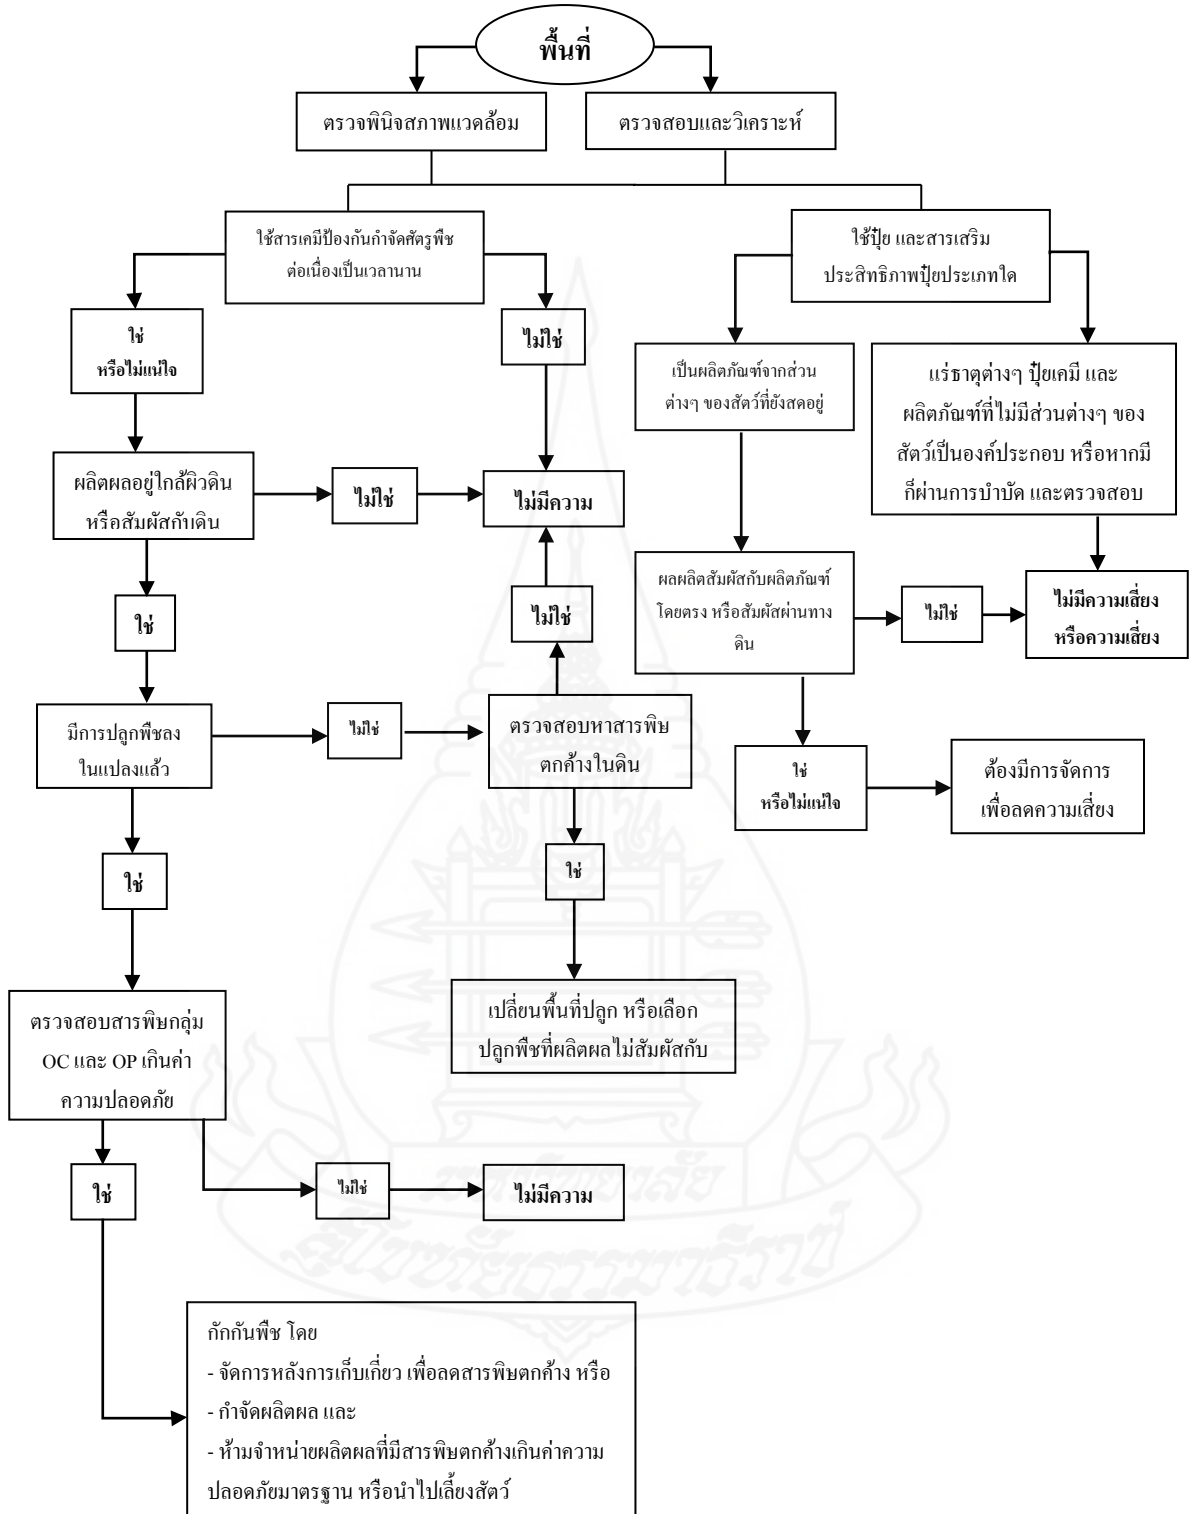 พื้นที่
ตรวจพินิจสภาพแวดล้อม
ตรวจสอบและวิเคราะห์
ใช้สารเคมีป้องกันกำจัดศัตรูพืช
ต่อเนื่องเป็นเวลานาน
ใช้ปุ๋ย และสารเสริม
ประสิทธิภาพปุ๋ยประเภทใด
ใช่
หรือไม่แน่ใจ
ไม่ใช่
เป็นผลิตภัณฑ์จากส่วน
ต่างๆ ของสัตว์ที่ยังสดอยู่
แร่ธาตุต่างๆ ปุ๋ยเคมี และ
ผลิตภัณฑ์ที่ไม่มีส่วนต่างๆ ของ
สัตว์เป็นองค์ประกอบ หรือหากมี
ก็ผ่านการบำบัด และตรวจสอบ
ผลิตผลอยู่ใกล้ผิวดิน
หรือสัมผัสกับดิน
ไม่ใช่
ไม่มีความ
ผลผลิตสัมผัสกับผลิตภัณฑ์
โดยตรง หรือสัมผัสผ่านทาง
ดิน
ไม่ใช่
ไม่มีความเสี่ยง
หรือความเสี่ยง
ใช่
ไม่ใช่
มีการปลูกพืชลง
ในแปลงแล้ว
ไม่ใช่
ตรวจสอบหาสารพิษ
ตกค้างในดิน
ใช่
หรือไม่แน่ใจ
ต้องมีการจัดการ
เพื่อลดความเสี่ยง
ใช่
ใช่
ตรวจสอบสารพิษกลุ่ม
OC และ OP เกินค่า
ความปลอดภัย
เปลี่ยนพื้นที่ปลูก หรือเลือก
ปลูกพืชที่ผลิตผลไม่สัมผัสกับ
ใช่
ไม่ใช่
ไม่มีความ
มหาวิทยาลัย
สุโขทัยธรรมาธิราช
กักกันพืช โดย
- จัดการหลังการเก็บเกี่ยว เพื่อลดสารพิษตกค้าง หรือ
- กำจัดผลิตผล และ
- ห้ามจำหน่ายผลิตผลที่มีสารพิษตกค้างเกินค่าความ
ปลอดภัยมาตรฐาน หรือนำไปเลี้ยงสัตว์